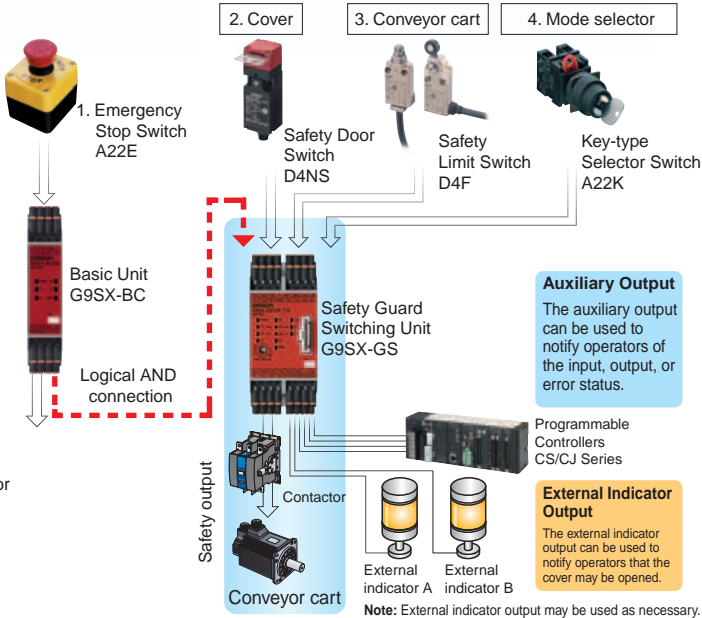 2. Cover
3. Conveyor cart
4. Mode selector
1. Emergency
Stop Switch
A22E
Safety Door
Switch
D4NS
Safety
Limit Switch
D4F
Key-type
Selector Switch
A22K
Basic Unit
G9SX-BC
Safety Guard
Switching Unit
G9SX-GS
Logical AND
connection
Auxiliary Output
The auxiliary output
can be used to
notify operators of
the input, output, or
error status.
Programmable
Controllers
CS/CJ Series
or
Safety output
Contactor
External Indicator
Output
The external indicator
output can be used to
notify operators that the
cover may be opened.
External
indicator A
External
indicator B
Conveyor cart
Note: External indicator output may be used as necessary.